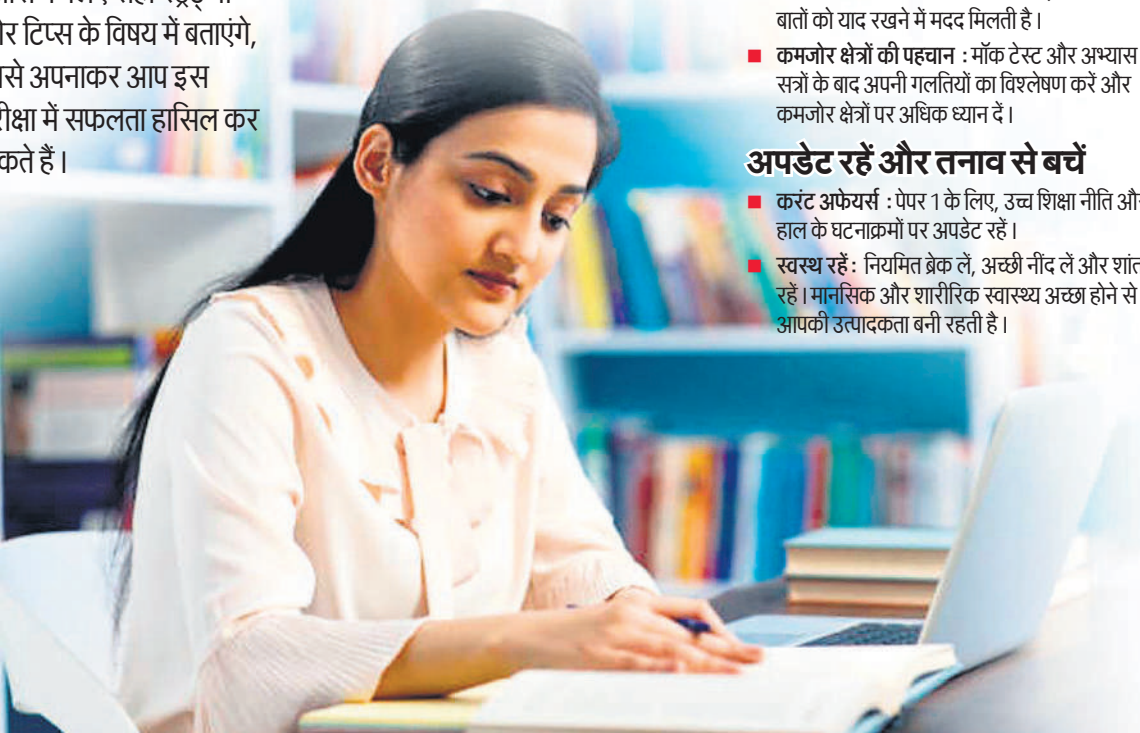 टिप्स के विषय में बताएंगे,
अपनाकर आप इस
में सफलता हासिल कर
हैं।
बातों को याद रखने में मदद मिलती है।
■ कमजोर क्षेत्रों की पहचान : मॉक टेस्ट और अभ्यास
सत्रों के बाद अपनी गलतियों का विश्लेषण करें और
कमजोर क्षेत्रों पर अधिक ध्यान दें।
अपडेट रहें और तनाव से बचें
■ करंट अफेयर्स : पेपर 1 के लिए, उच्च शिक्षा नीति और
हाल के घटनाक्रमों पर अपडेट रहें।
■ स्वस्थ रहें : नियमित ब्रेक लें, अच्छी नींद लें और शांत
रहें। मानसिक और शारीरिक स्वास्थ्य अच्छा होने से
आपकी उत्पादकता बनी रहती है।